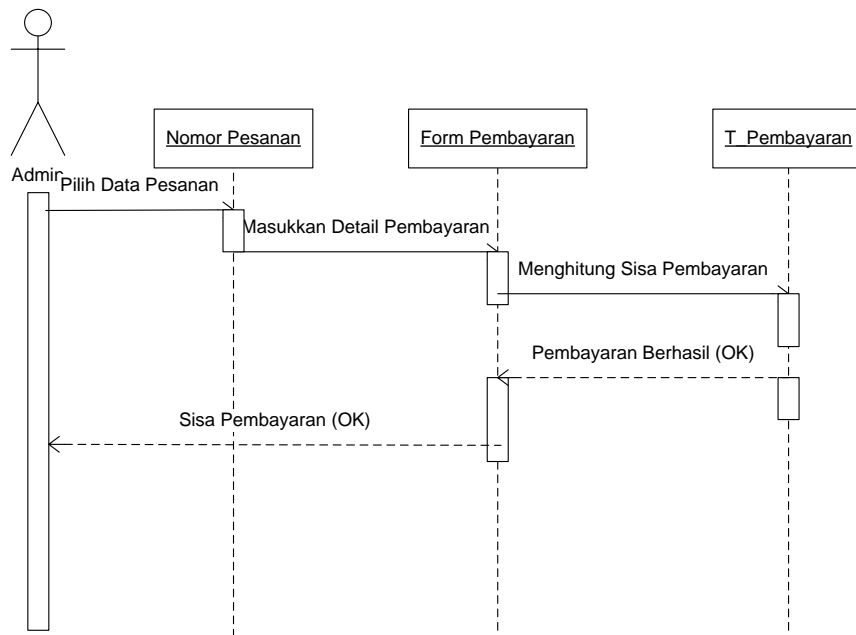 Nomor Pesanan
Form Pembayaran
T_Pembayaran
Admin
Pilih Data Pesanan
Masukkan Detail Pembayaran
Menghitung Sisa Pembayaran
Pembayaran Berhasil (OK)
Sisa Pembayaran (OK)